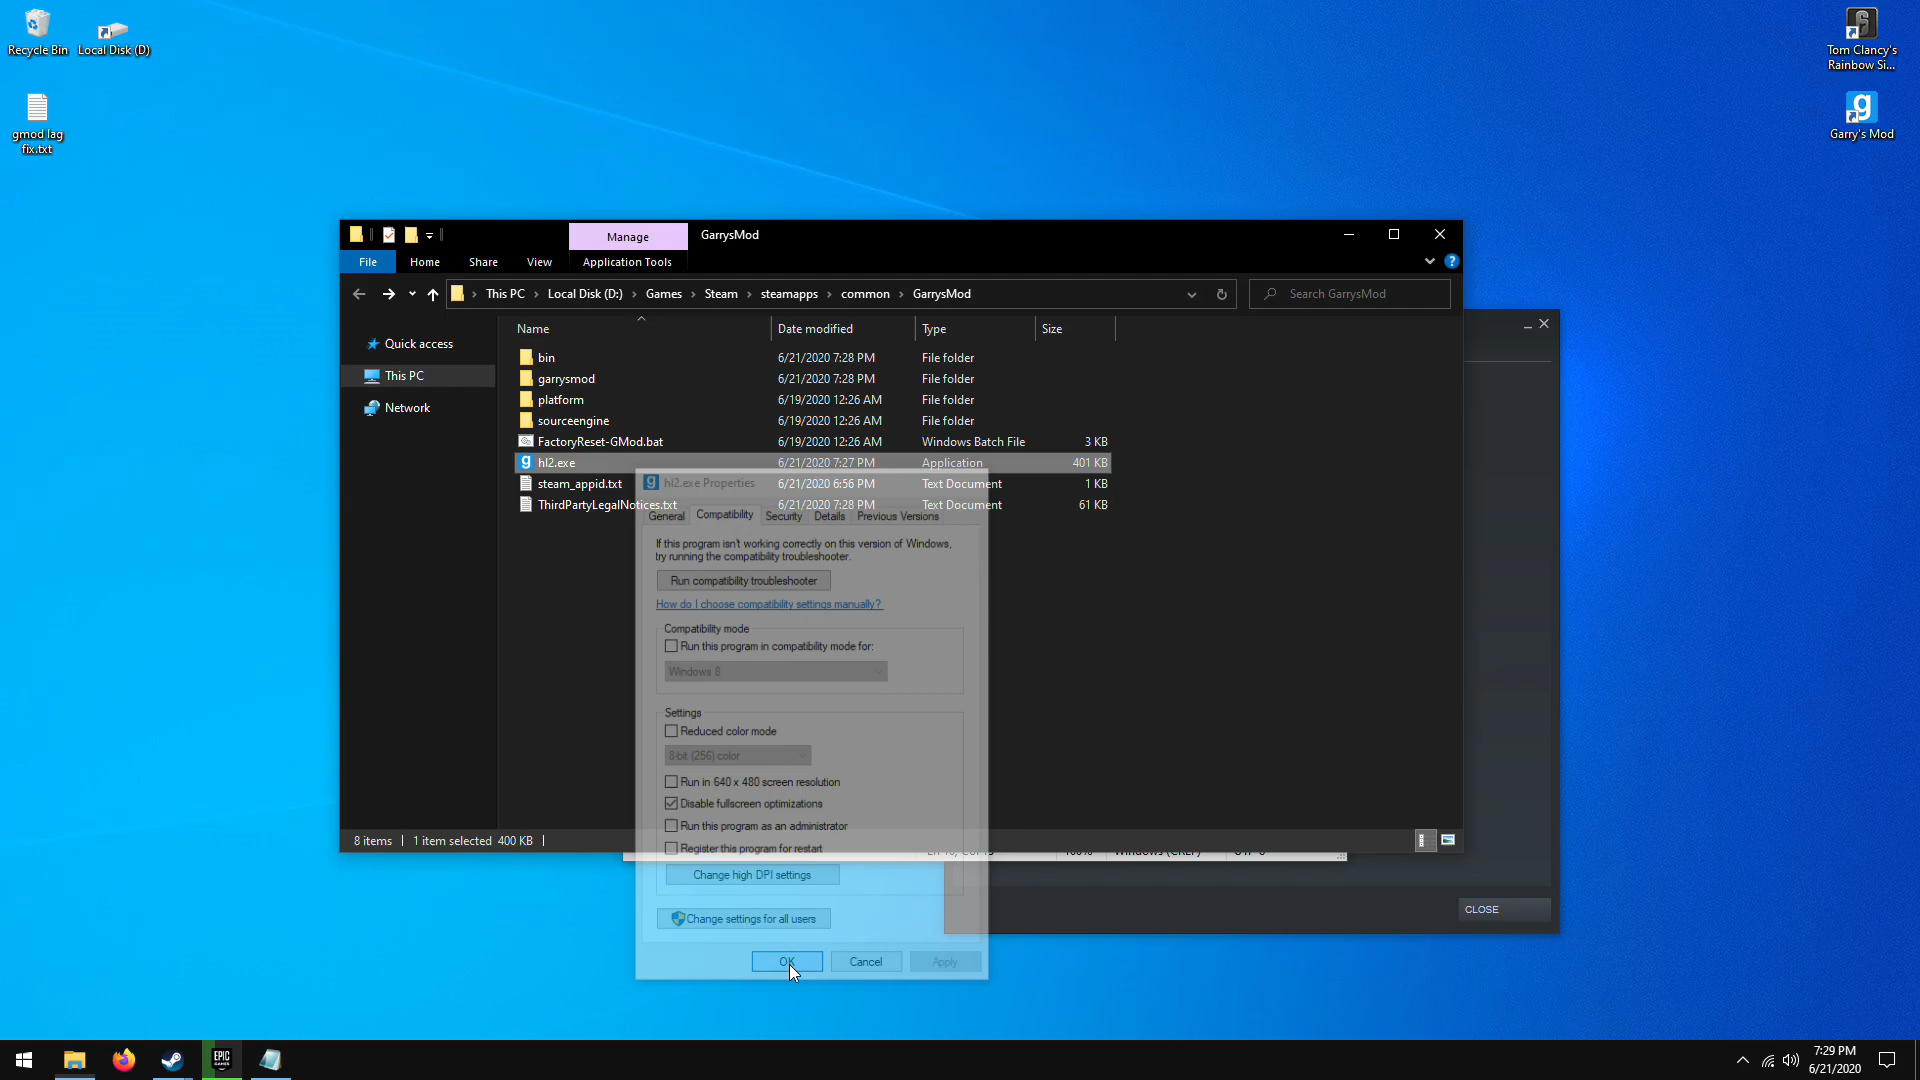 Recycle Bin
Local Disk (D)
gmod lag
fix.txt
Tom Clancy's
Rainbow Si...
Garry's Mod
Manage
GarrysMod
File
Home
Share
View
Application Tools
This PC
Local Disk (D:)
Games
Steam
steamapps
common
GarrysMod
Search GarrysMod
Quick access
This PC
Network
Name
Date modified
Type
Size
bin
6/21/2020 7:28 PM
File folder
garrysmod
6/21/2020 7:28 PM
File folder
platform
6/19/2020 12:26 AM
File folder
sourceengine
6/19/2020 12:26 AM
File folder
FactoryReset-GMod.bat
6/19/2020 12:26 AM
Windows Batch File
3 KB
hl2.exe
6/21/2020 7:27 PM
Application
401 KB
steam_appid.txt
6/21/2020 6:56 PM
Text Document
1 KB
ThirdPartyLegalNotices.txt
6/21/2020 7:28 PM
Text Document
61 KB
hl2.exe Properties
General
Compatibility
Security
Details
Previous Versions
If this program isn't working correctly on this version of Windows,
try running the compatibility troubleshooter.
Run compatibility troubleshooter
How do I choose compatibility settings manually?
Compatibility mode
Run this program in compatibility mode for:
Windows 8
Settings
Reduced color mode
8-bit (256) color
Run in 640 x 480 screen resolution
Disable fullscreen optimizations
Run this program as an administrator
Register this program for restart
Change high DPI settings
Change settings for all users
OK
Cancel
Apply
8 items
1 item selected 400 KB
CLOSE
EPIC
GAMES
7:29 PM
6/21/2020